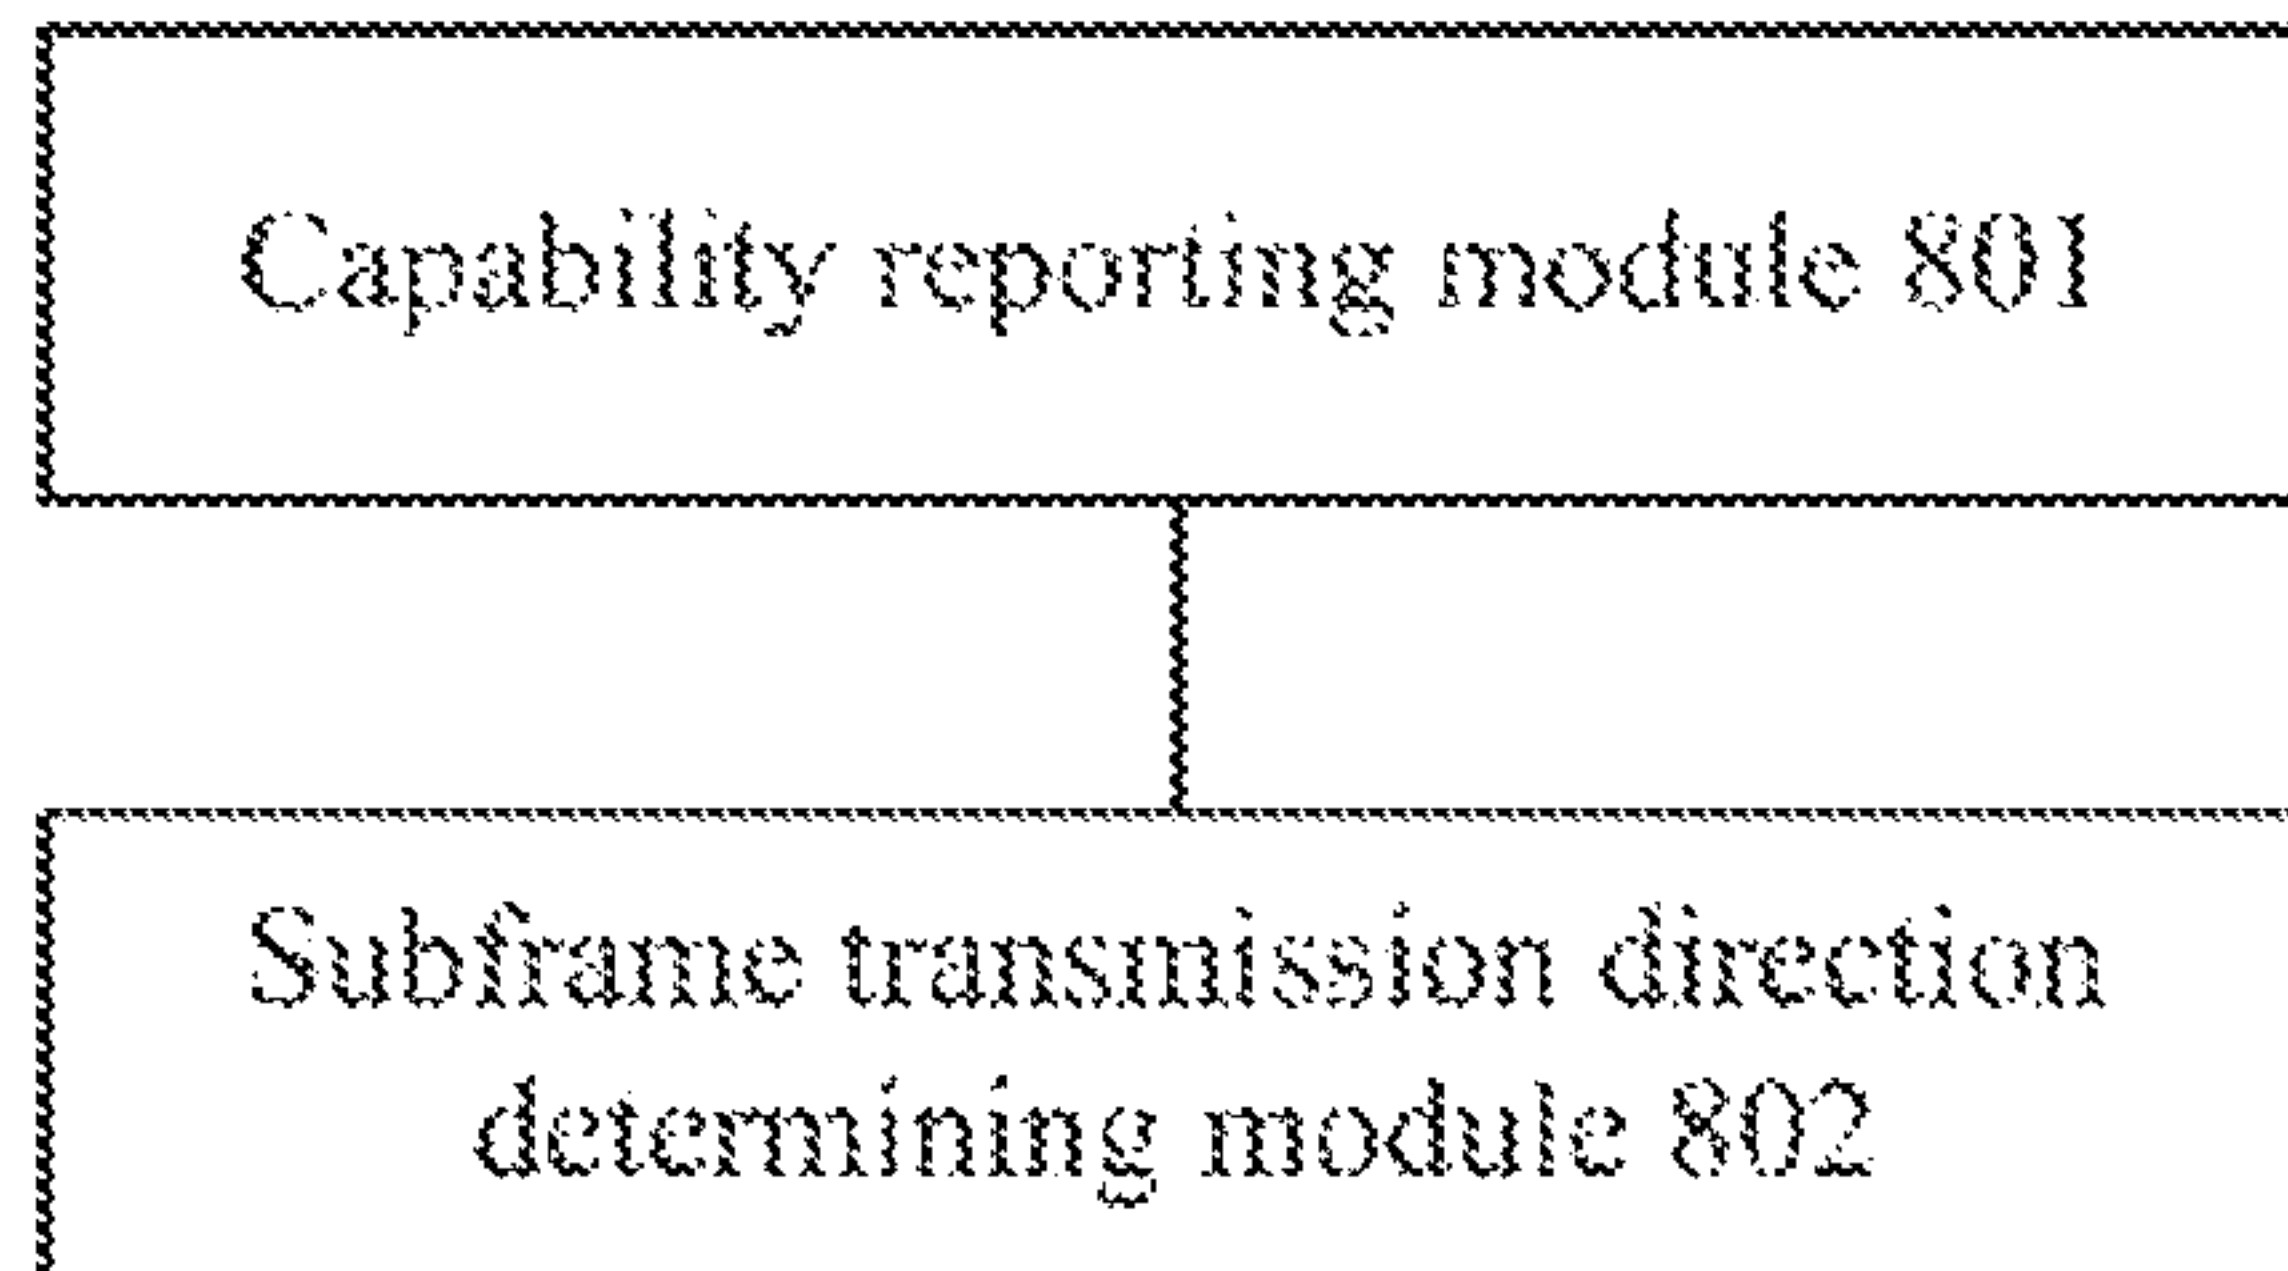 Capability reporting module 801
Subframe transmission direction
determining module 802